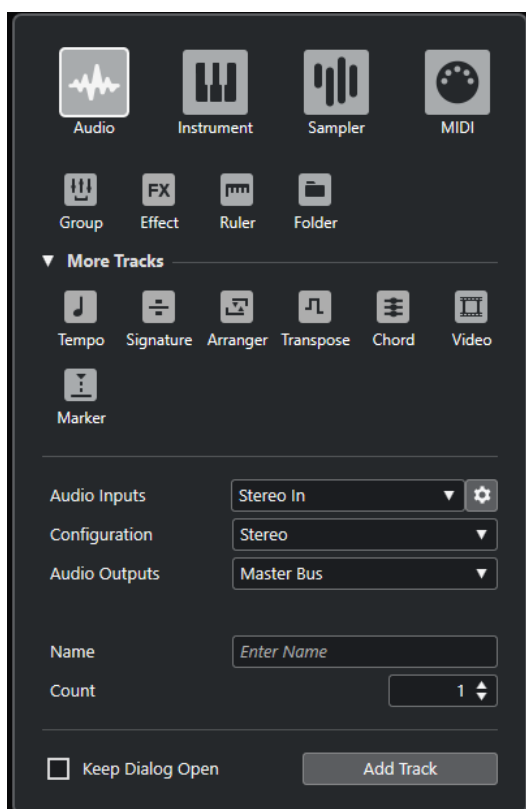 Audio Instrument Sampler MIDI
FX
Group Effect Ruler Folder
More Tracks
Tempo Signature Arranger Transpose Chord Video
Marker
Audio Inputs Stereo In
Configuration Stereo
Audio Outputs Master Bus
Name Enter Name
Count 1
Keep Dialog Open Add Track